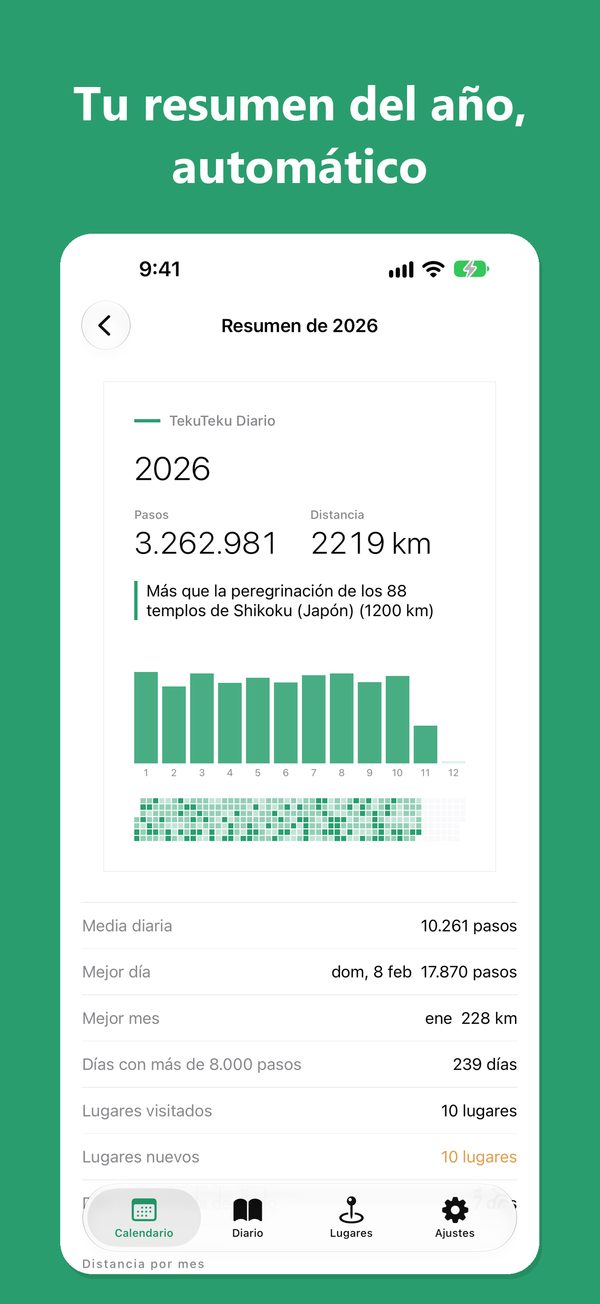 Tu resumen del año,
automático
9:41
Resumen de 2026
TekuTeku Diario
2026
Pasos Distancia
3.262.981 2219 km
Más que la peregrinación de los 88
templos de Shikoku (Japón) (1200 km)
1 2 3 4 5 6 7 8 9 10 11 12
Media diaria 10.261 pasos
Mejor día dom, 8 feb 17.870 pasos
Mejor mes ene 228 km
Días con más de 8.000 pasos 239 días
Lugares visitados 10 lugares
Lugares nuevos 10 lugares
Calendario Diario Lugares Ajustes
Distancia por mes